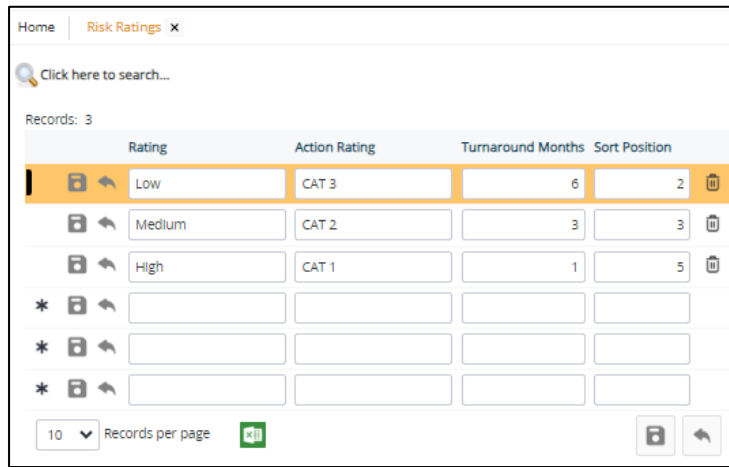 Home Risk Ratings x
Click here to search...
Records: 3
Rating Action Rating Turnaround Months Sort Position
Low CAT 3 6 2
Medium CAT 2 3 3
High CAT 1 1 5
*
*
*
10 Records per page